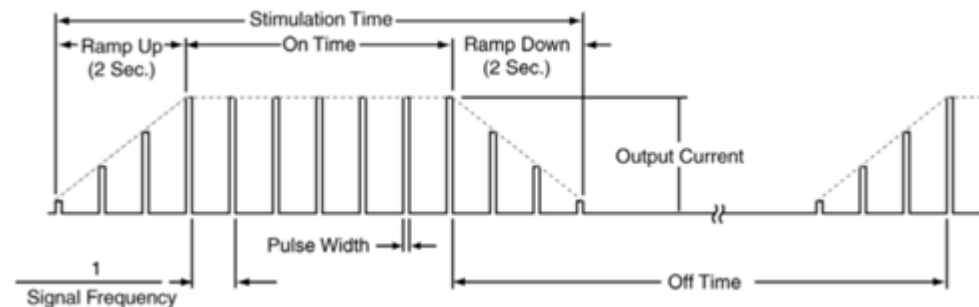 Stimulation Time
Ramp Up
(2 Sec.)
On Time
Ramp Down
(2 Sec.)
Output Current
Pulse Width
1
Signal Frequency
Off Time